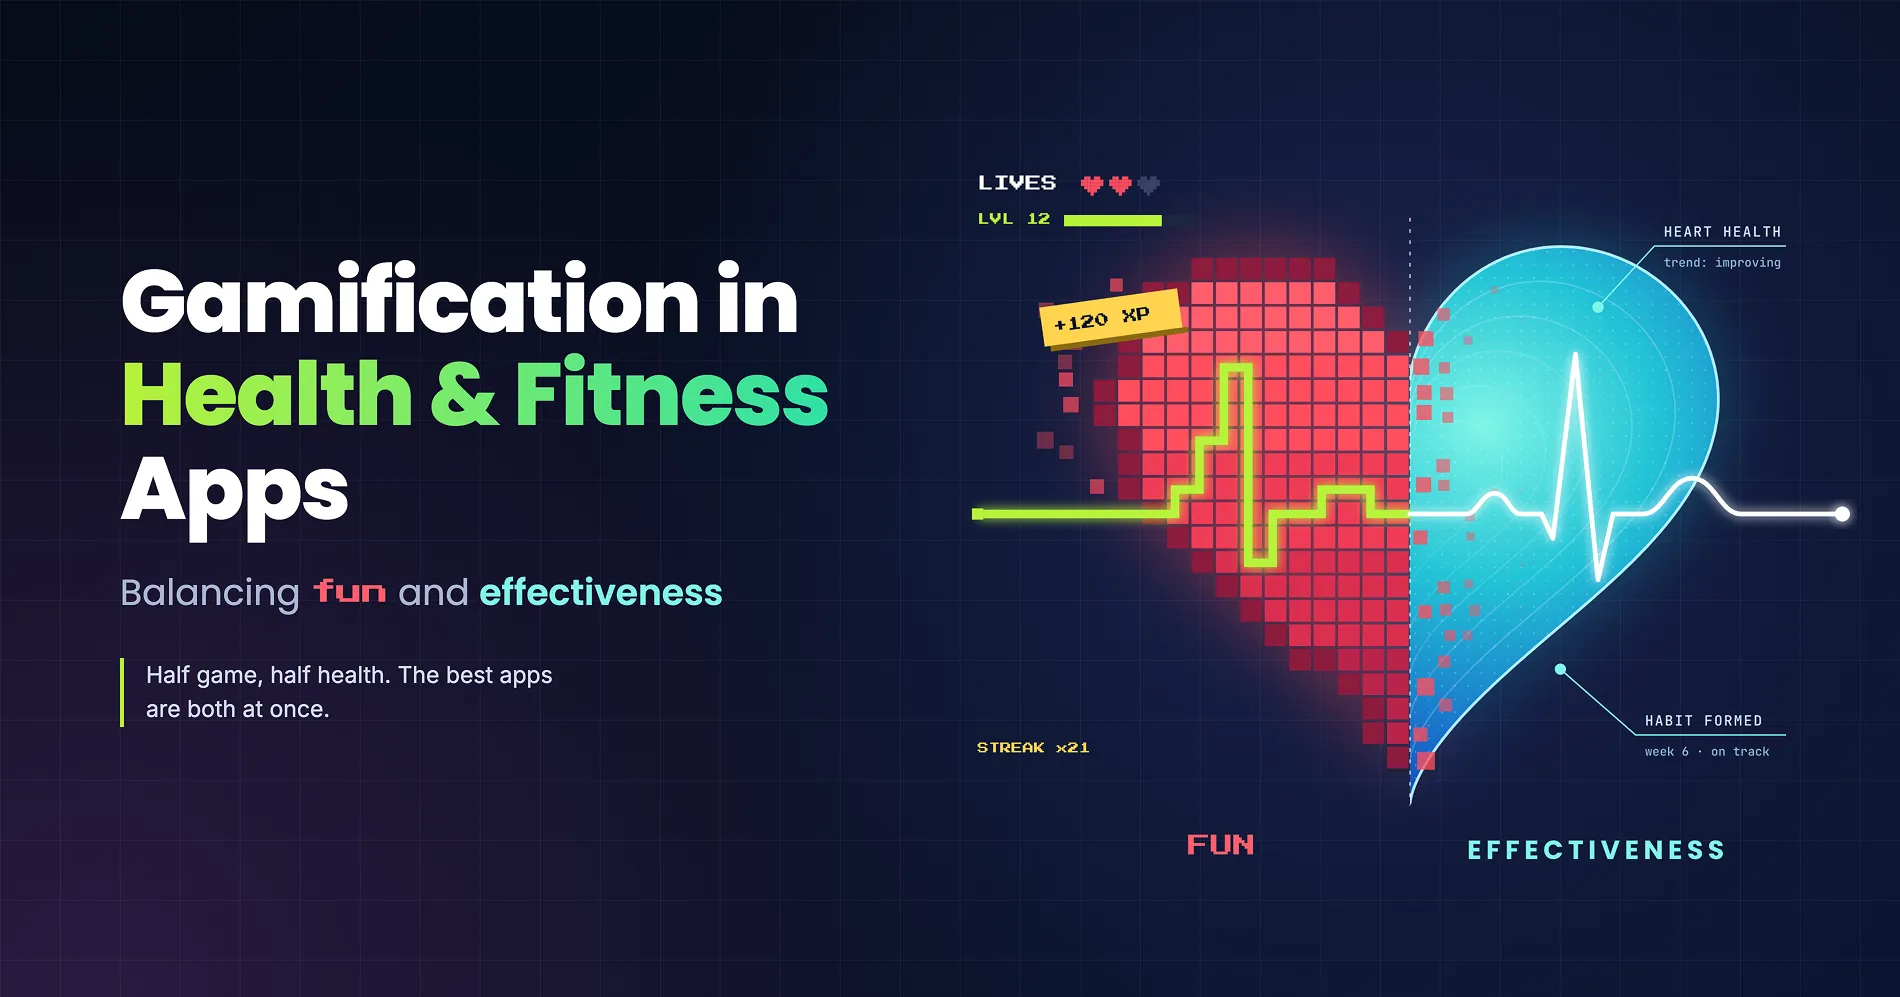 Gamification in
Health & Fitness
Apps
Balancing fun and effectiveness
Half game, half health. The best apps
are both at once.
LIVES
LVL 12
+120 XP
HEART HEALTH
trend: improving
HABIT FORMED
week 6 · on track
STREAK x21
FUN
EFFECTIVENESS